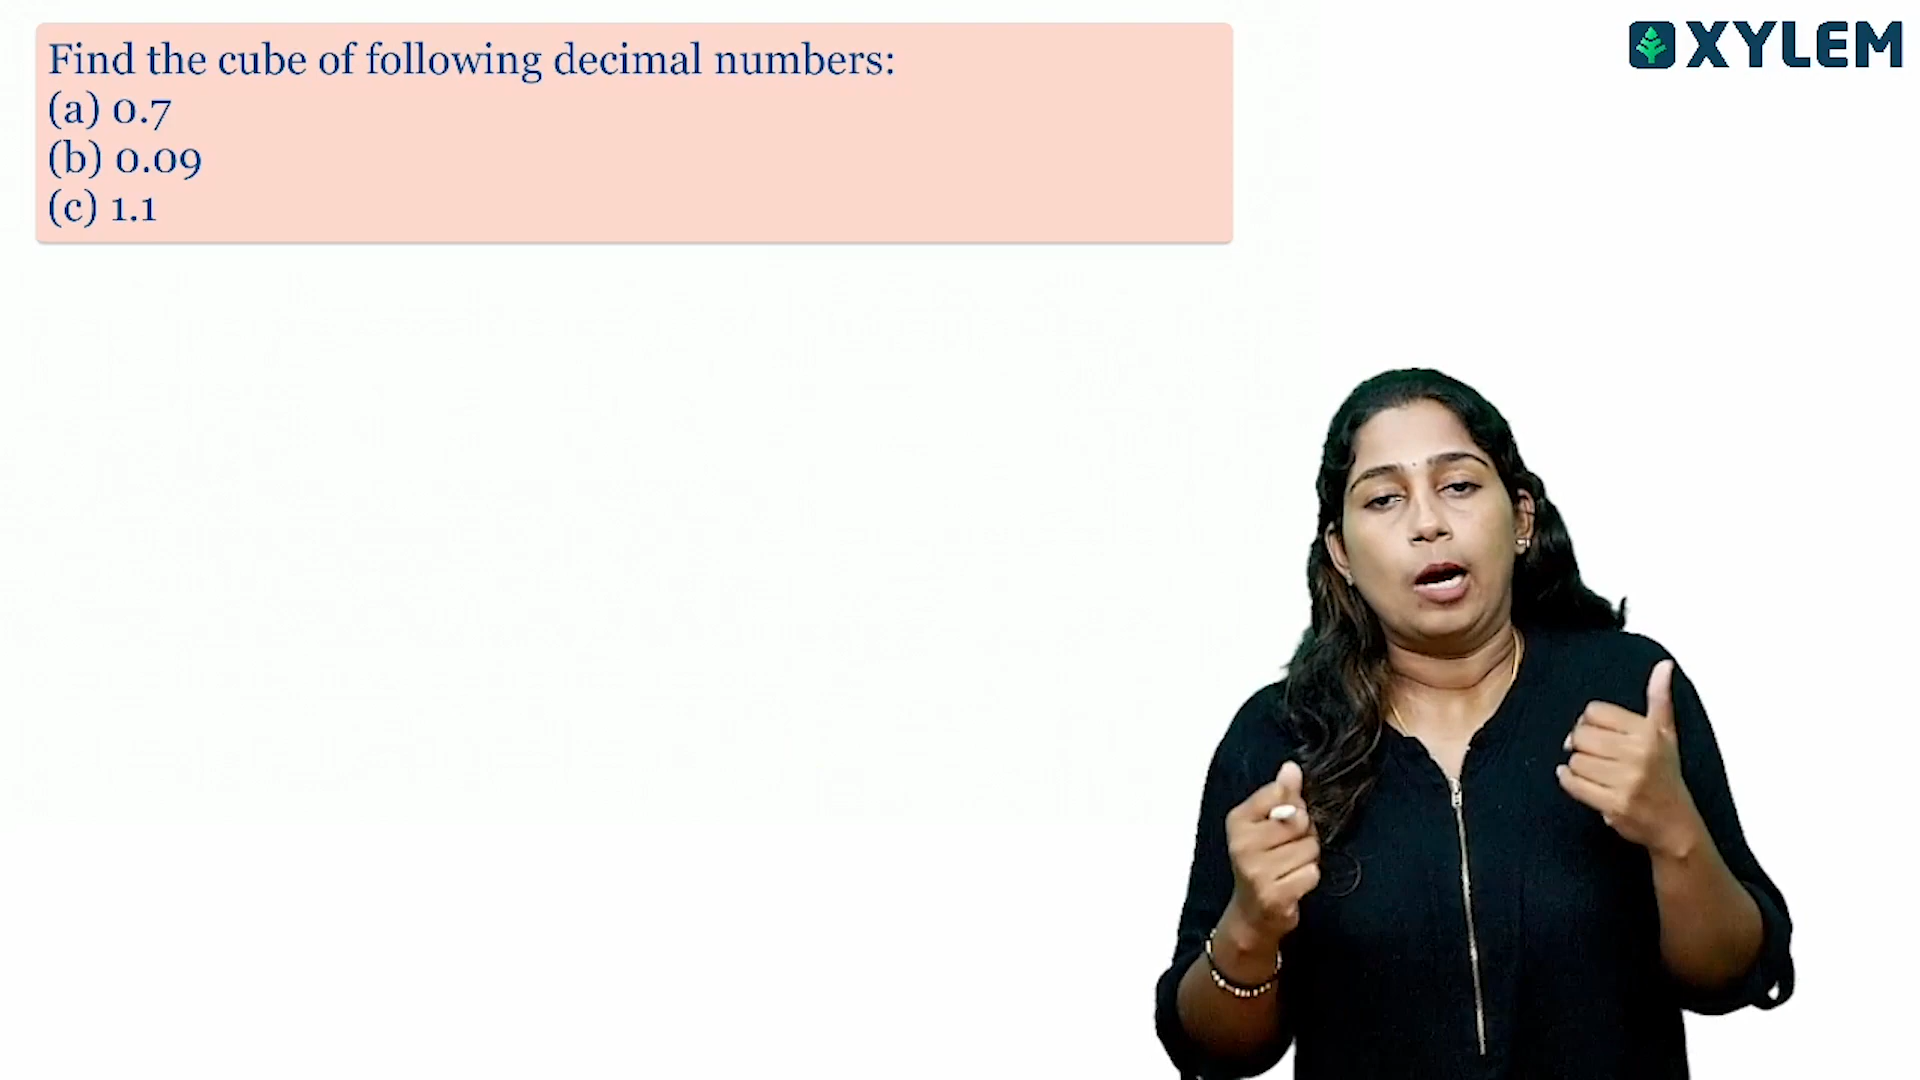 Find the cube of following decimal numbers:
(a) 0.7
(b) 0.09
(c) 1.1
XYLEM